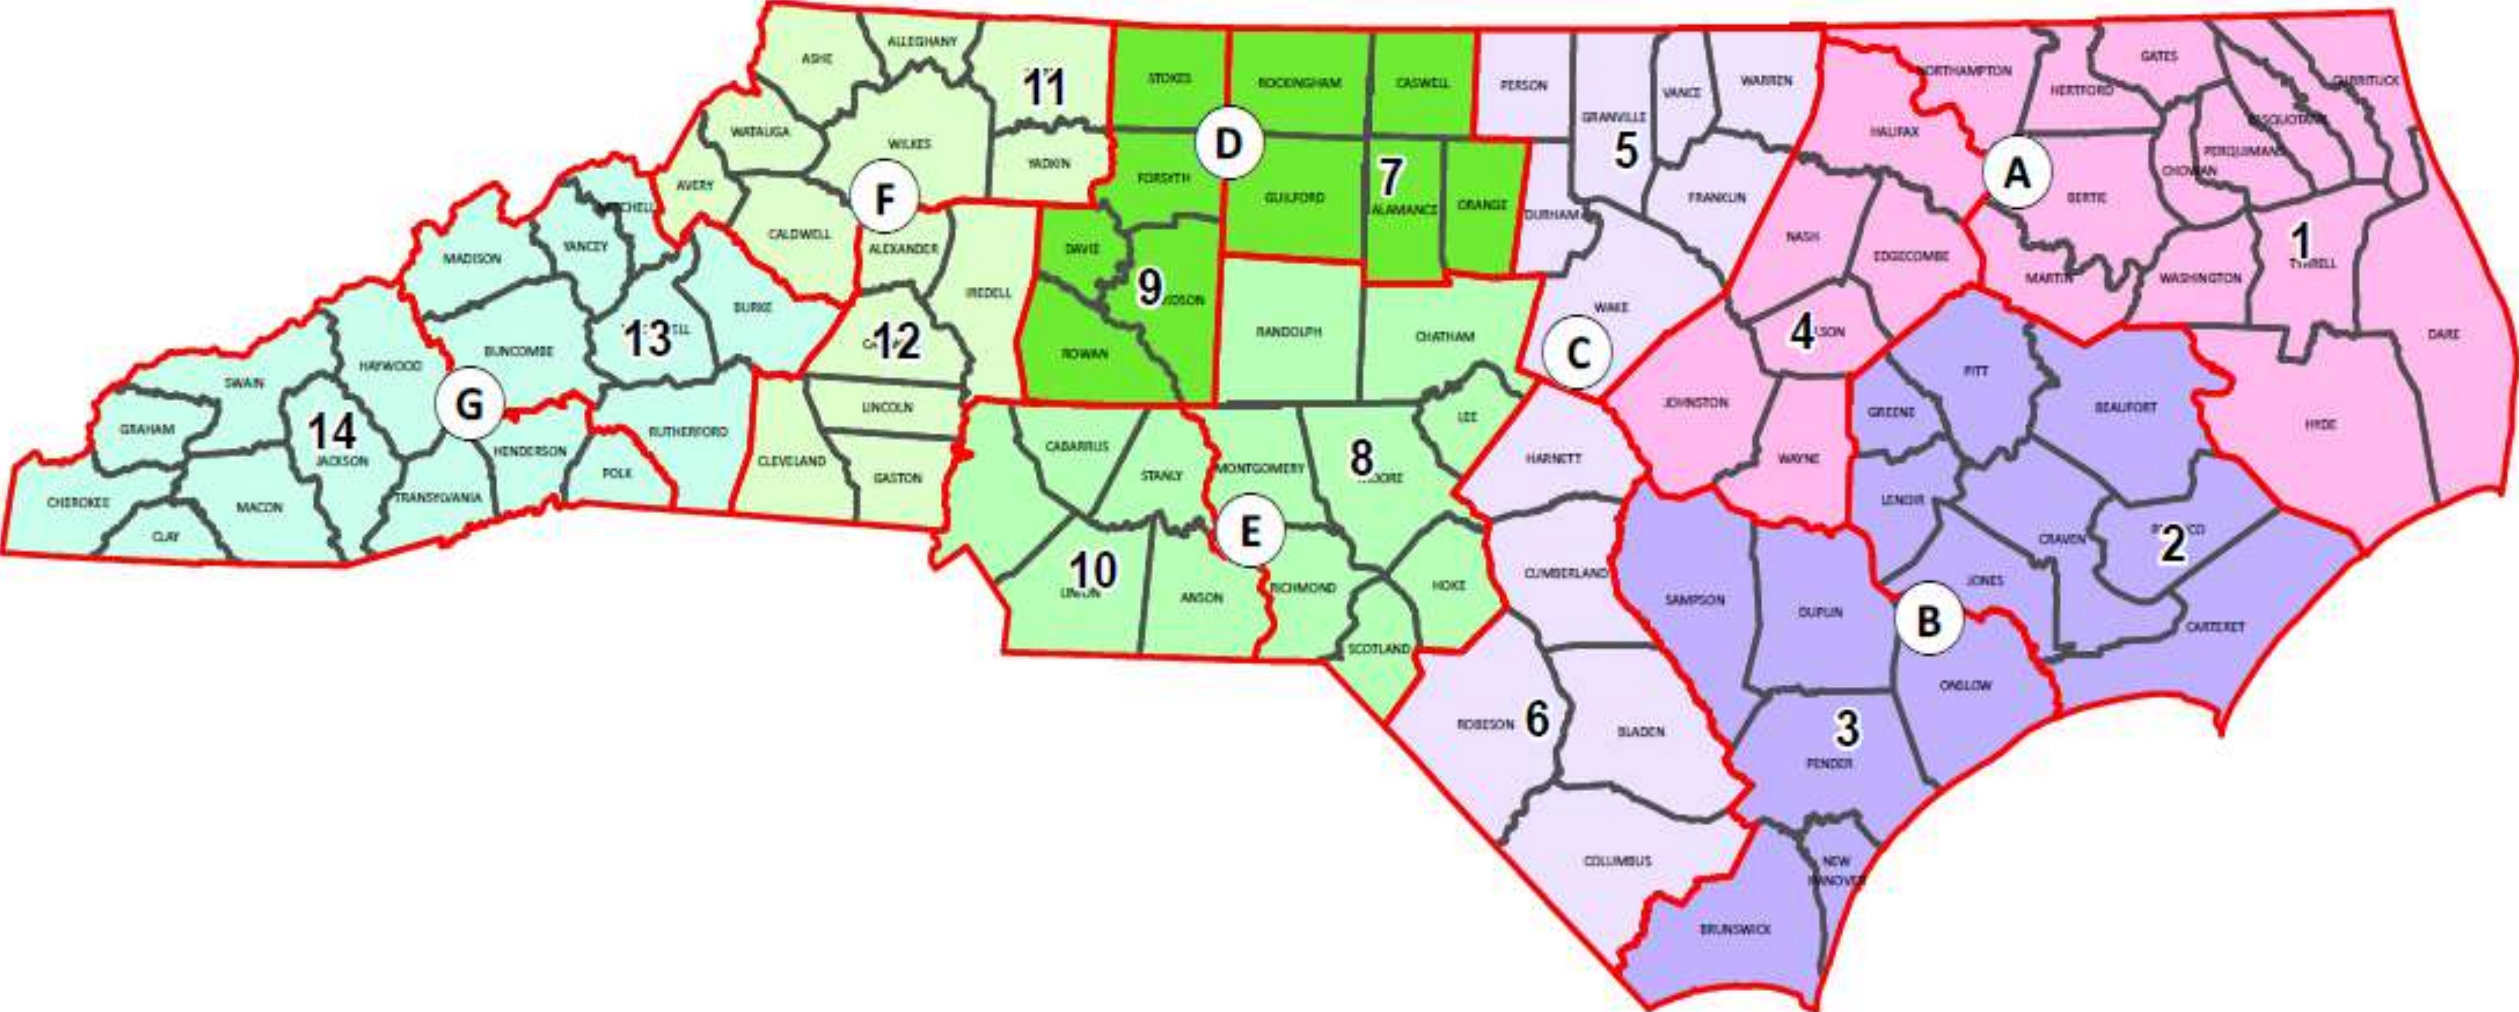 ASHE
ALLEGHANY
11
STOKES
ROCKINGHAM
CASWELL
PERSON
GRANVILLE
VANCE
WARREN
NORTHAMPTON
HERTFORD
GATES
CURRITUCK
WATAUGA
WILKES
YADKIN
FORSYTH
D
GUILFORD
7
ALAMANCE
ORANGE
DURHAM
5
FRANKLIN
HALIFAX
A
BERTIE
CHOWAN
PERQUIMANS
PASQUOTANK
AVERY
F
CALDWELL
ALEXANDER
IREDELL
DAVIE
9
RANDOLPH
CHATHAM
WAKE
C
NASH
EDGECOMBE
MARTIN
WASHINGTON
1
DARE
MITCHELL
YANCEY
MADISON
BURKE
13
BUNCOMBE
HAYWOOD
SWAIN
GRAHAM
14
JACKSON
G
12
LINCOLN
GASTON
CLEVELAND
RUTHERFORD
POLK
HENDERSON
TRANSYLVANIA
MACON
CHEROKEE
CLAY
ROWAN
CABARRUS
STANLY
MONTGOMERY
8
LEE
HARNETT
JOHNSTON
4
WAYNE
GREENE
PITT
BEAUFORT
HYDE
LENOIR
CRAVEN
2
JONES
CARTERET
10
ANSON
E
RICHMOND
HOKE
SCOTLAND
CUMBERLAND
SAMPSON
DUPLIN
B
ONSLOW
ROBESON
6
BLADEN
3
PENDER
COLUMBUS
NEW
HANOVER
BRUNSWICK